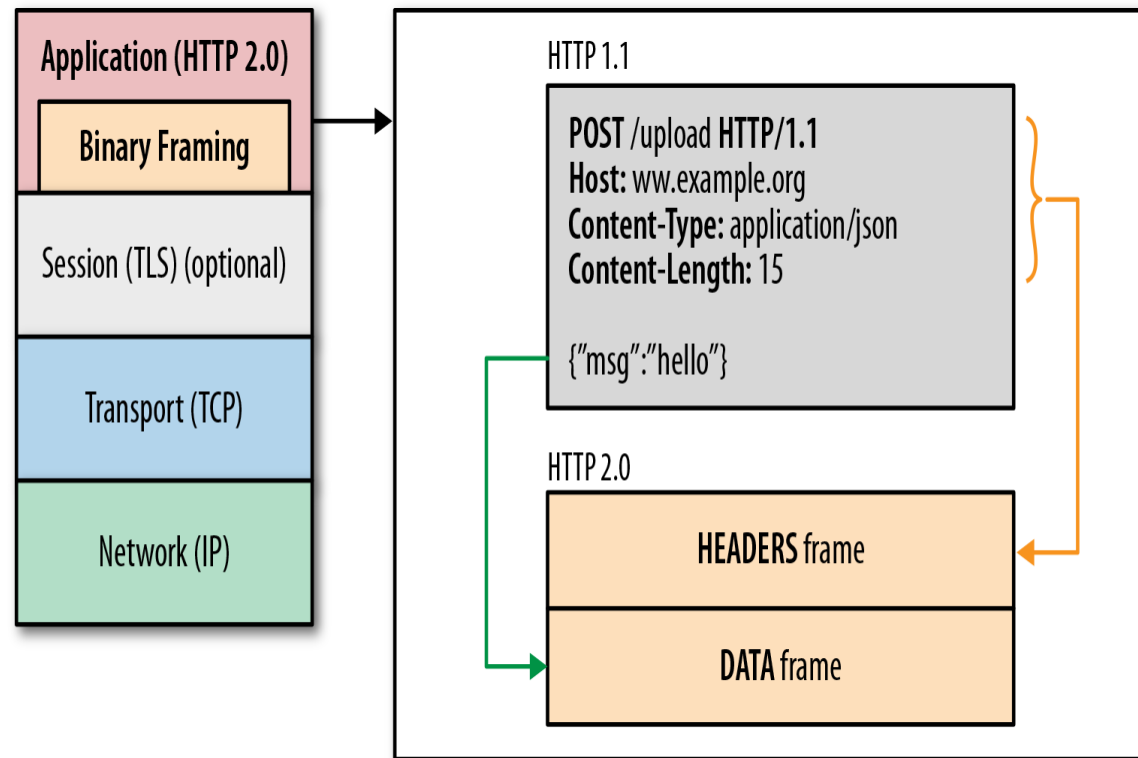 Application (HTTP 2.0)
Binary Framing
Session (TLS) (optional)
Transport (TCP)
Network (IP)
HTTP 1.1
POST /upload HTTP/1.1
Host: ww.example.org
Content-Type: application/json
Content-Length: 15
{”msg”:”hello”}
HTTP 2.0
HEADERS frame
DATA frame